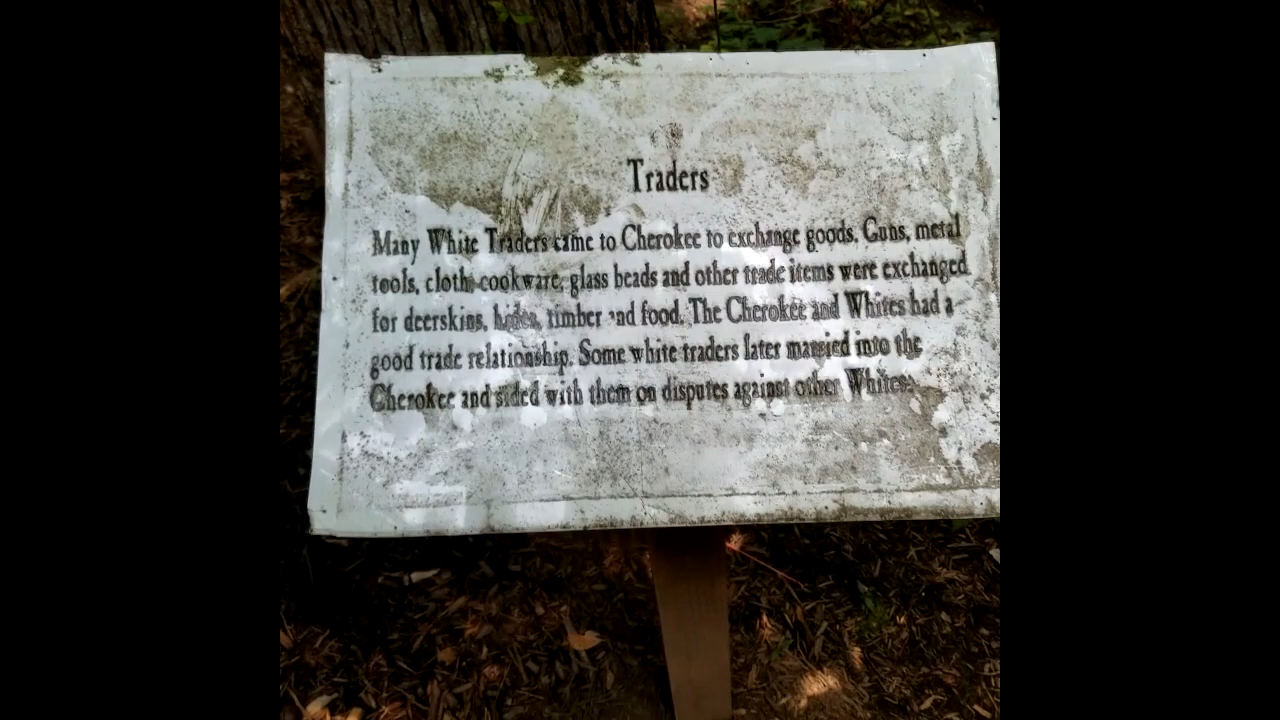 Traders
Many White Traders came to Cherokee to exchange goods. Guns, metal
tools, cloth, cookware, glass beads and other trade items were exchanged
for deerskins, hides, timber and food. The Cherokee and Whites had a
good trade relationship. Some white traders later married into the
Cherokee and sided with them on disputes against other Whites.